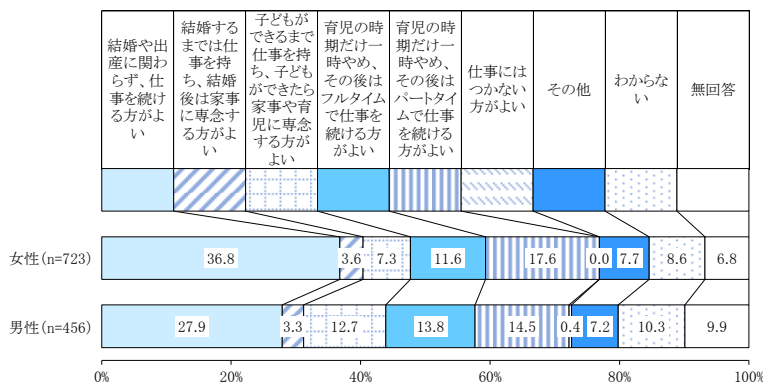 結婚や出
産に関わ
らず、仕
事を続け
る方がよ
い
結婚する
までは仕
事を持
ち、結婚
後は家事
に専念す
る方がよ
い
子どもが
できるまで
仕事を持
ち、子ども
ができたら
家事や育
児に専念
する方が
よい
育児の時
期だけ一
時やめ、
その後は
フルタイム
で仕事を
続ける方
がよい
育児の時
期だけ一
時やめ、
その後は
パートタイ
ムで仕事
を続ける
方がよい
仕事には
つかない
方がよい
その他
わからな
い
無回答
女性(n=723)
36.8
3.6
7.3
11.6
17.6
0.0
7.7
8.6
6.8
男性(n=456)
27.9
3.3
12.7
13.8
14.5
0.4
7.2
10.3
9.9
0%
20%
40%
60%
80%
100%